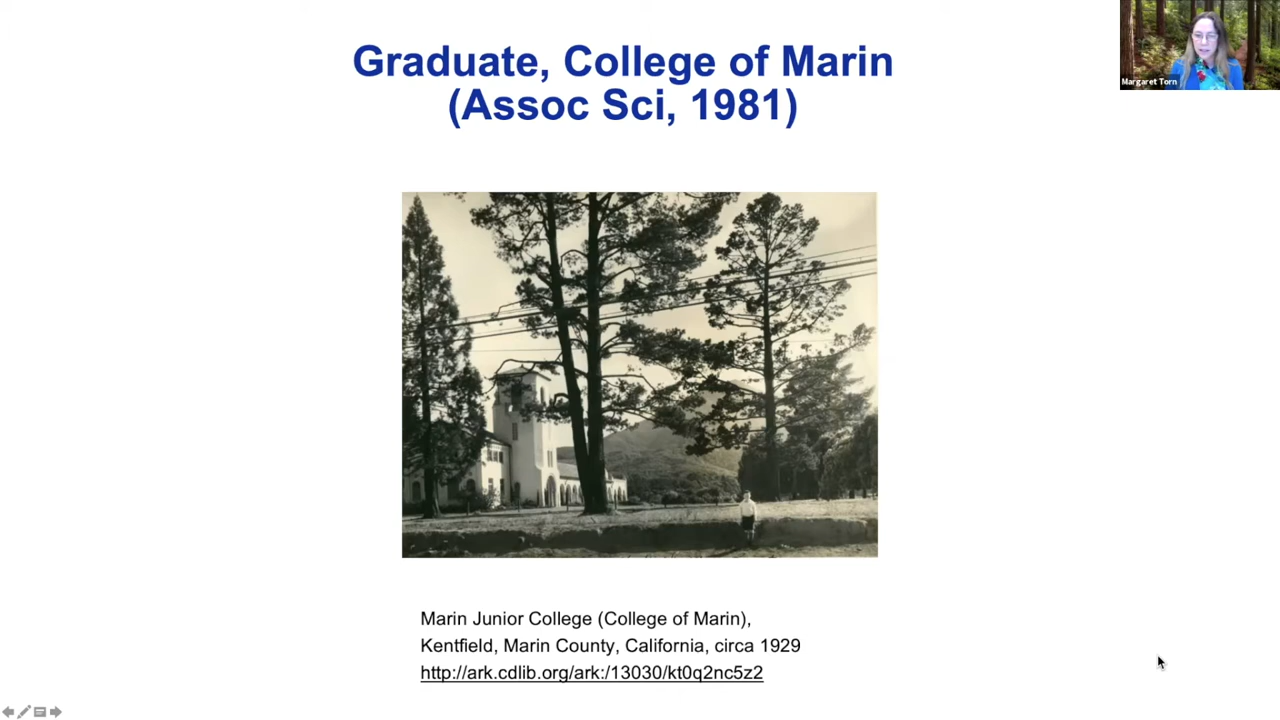 Graduate, College of Marin
(Assoc Sci, 1981)
Margaret Torn
Marin Junior College (College of Marin),
Kentfield, Marin County, California, circa 1929
http://ark.cdlib.org/ark:/13030/kt0q2nc5z2